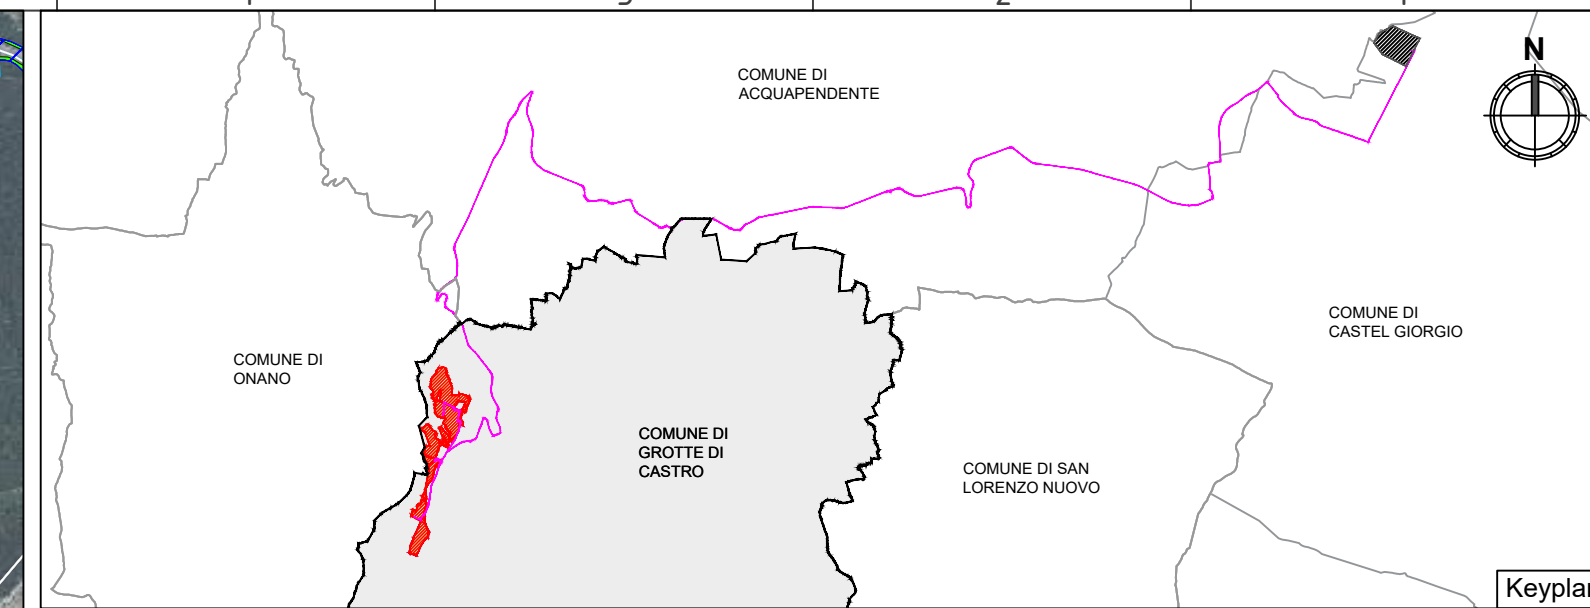 COMUNE DI
ACQUAPENDENTE
N
COMUNE DI
CASTEL GIORGIO
COMUNE DI
ONANO
COMUNE DI
GROTTE DI
CASTRO
COMUNE DI SAN
LORENZO NUOVO
Keyplan